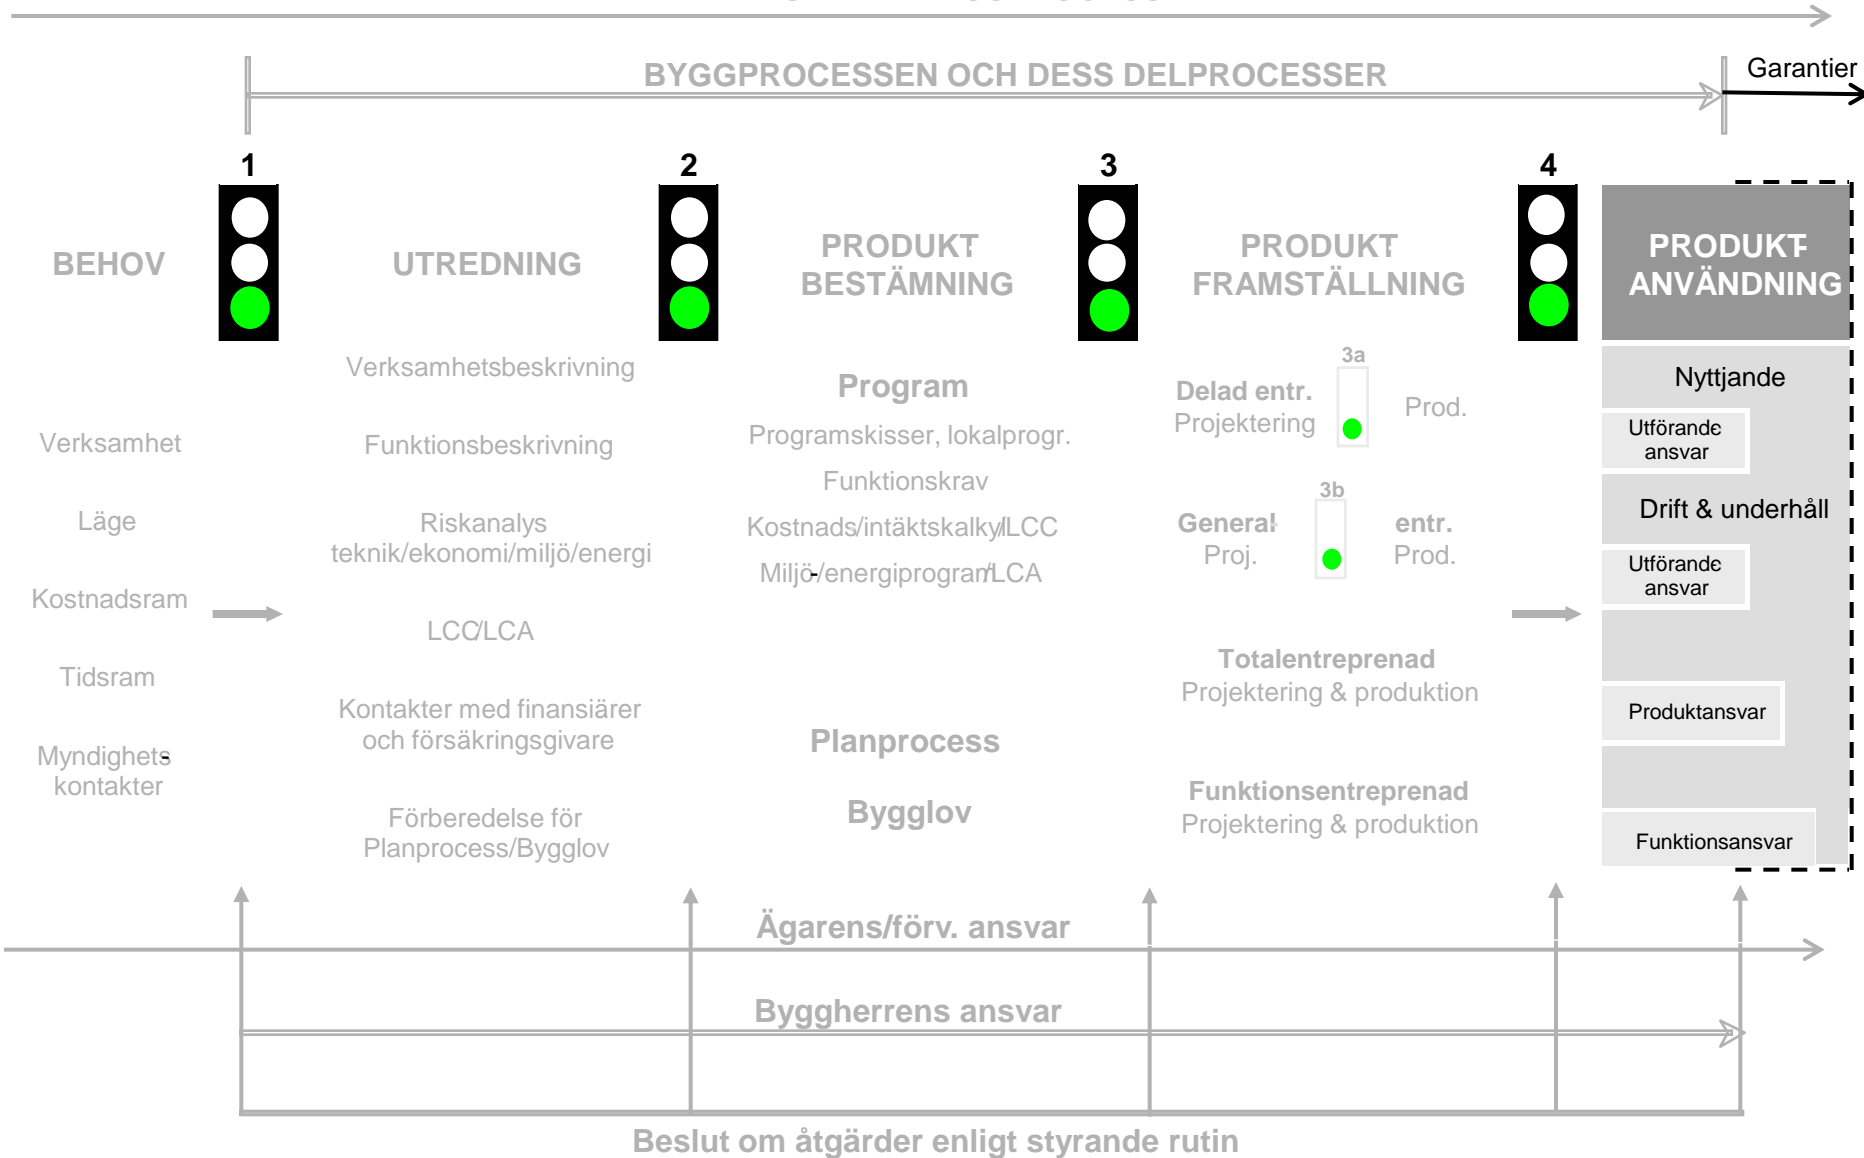 BYGGPROCESSEN OCH DESS DELPROCESSER
Garantier
1
2
3
4
BEHOV
UTREDNING
PRODUKT-
BESTÄMNING
PRODUKT-
FRAMSTÄLLNING
PRODUKT-
ANVÄNDNING
Verksamhet
Läge
Kostnadsram
Tidsram
Myndighets-
kontakter
Verksamhetsbeskrivning
Funktionsbeskrivning
Riskanalys
teknik/ekonomi/miljö/energi
LCC/LCA
Kontakter med finansiärer
och försäkringsgivare
Förberedelse för
Planprocess/Bygglov
Program
Programskisser, lokalprogr.
Funktionskrav
Kostnads/intäktskalkyl/LCC
Miljö-/energiprogram/LCA
Planprocess
Bygglov
3a
Delad entr.
Projektering
Prod.
3b
General-
entr.
Proj.
Prod.
Totalentreprenad
Projektering & produktion
Funktionsentreprenad
Projektering & produktion
Nyttjande
Utförande
ansvar
Drift & underhåll
Utförande
ansvar
Produktansvar
Funktionsansvar
Ägarens/förv. ansvar
Byggherrens ansvar
Beslut om åtgärder enligt styrande rutin